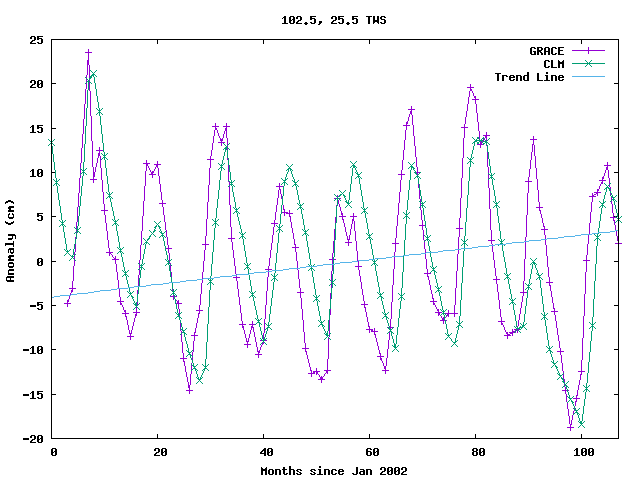 102.5, 25.5 TWS
GRACE
CLM
Trend Line
Anomaly (cm)
25
20
15
10
5
0
-5
-10
-15
-20
0 20 40 60 80 100
Months since Jan 2002